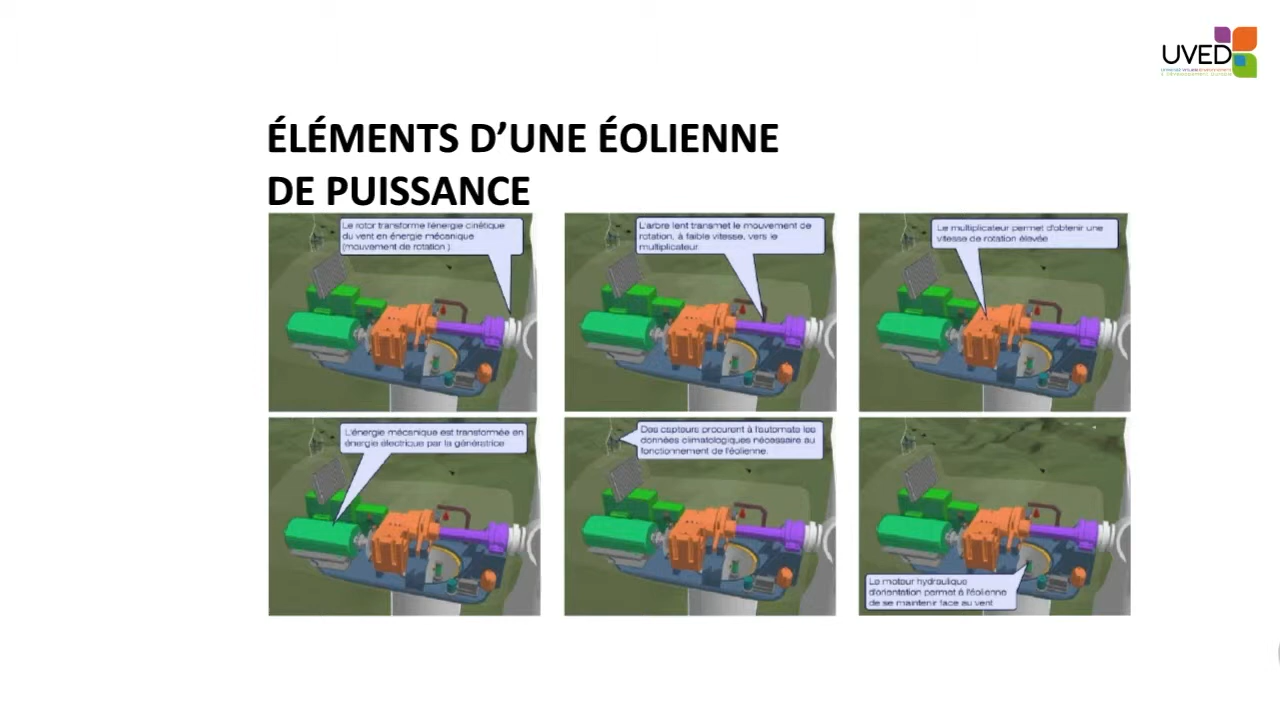 UVED
ÉLÉMENTS D’UNE ÉOLIENNE
DE PUISSANCE
Le rotor transforme l'énergie cinétique
du vent en énergie mécanique
(mouvement de rotation ).
L'arbre lent transmet le mouvement de
rotation, à faible vitesse, vers le
multiplicateur
Le multiplicateur permet d'obtenir une
vitesse de rotation élevée
L'énergie mécanique est transformée en
énergie électrique par la génératrice
Des capteurs procurent à l'automate les
données climatologiques nécessaire au
fonctionnement de l'éolienne.
Le moteur hydraulique
d'orientation permet à l'éolienne
de se maintenir face au vent